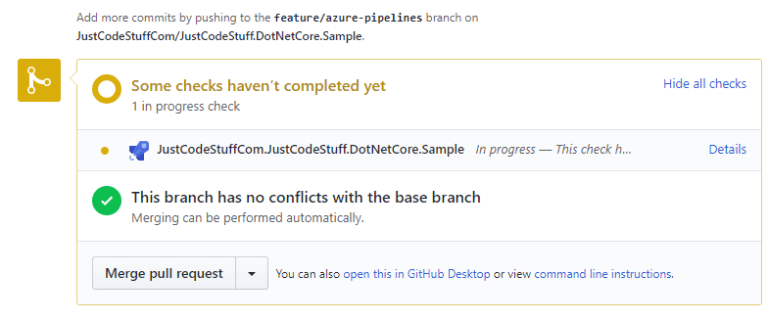 Add more commits by pushing to the feature/azure-pipelines branch on
JustCodeStuffCom/JustCodeStuff.DotNetCore.Sample.
Some checks haven't completed yet
Hide all checks
1 in progress check
JustCodeStuffCom.JustCodeStuff.DotNetCore.Sample In progress — This check h...
Details
This branch has no conflicts with the base branch
Merging can be performed automatically.
Merge pull request
You can also open this in GitHub Desktop or view command line instructions.